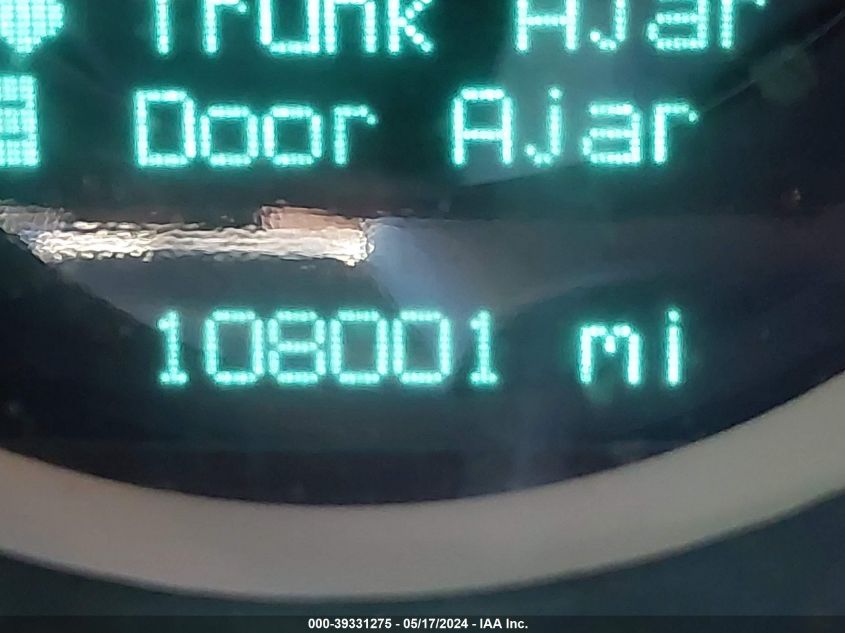 Trunk Ajar
Door Ajar
108001 mi
000-39331275 - 05/17/2024 - IAA Inc.